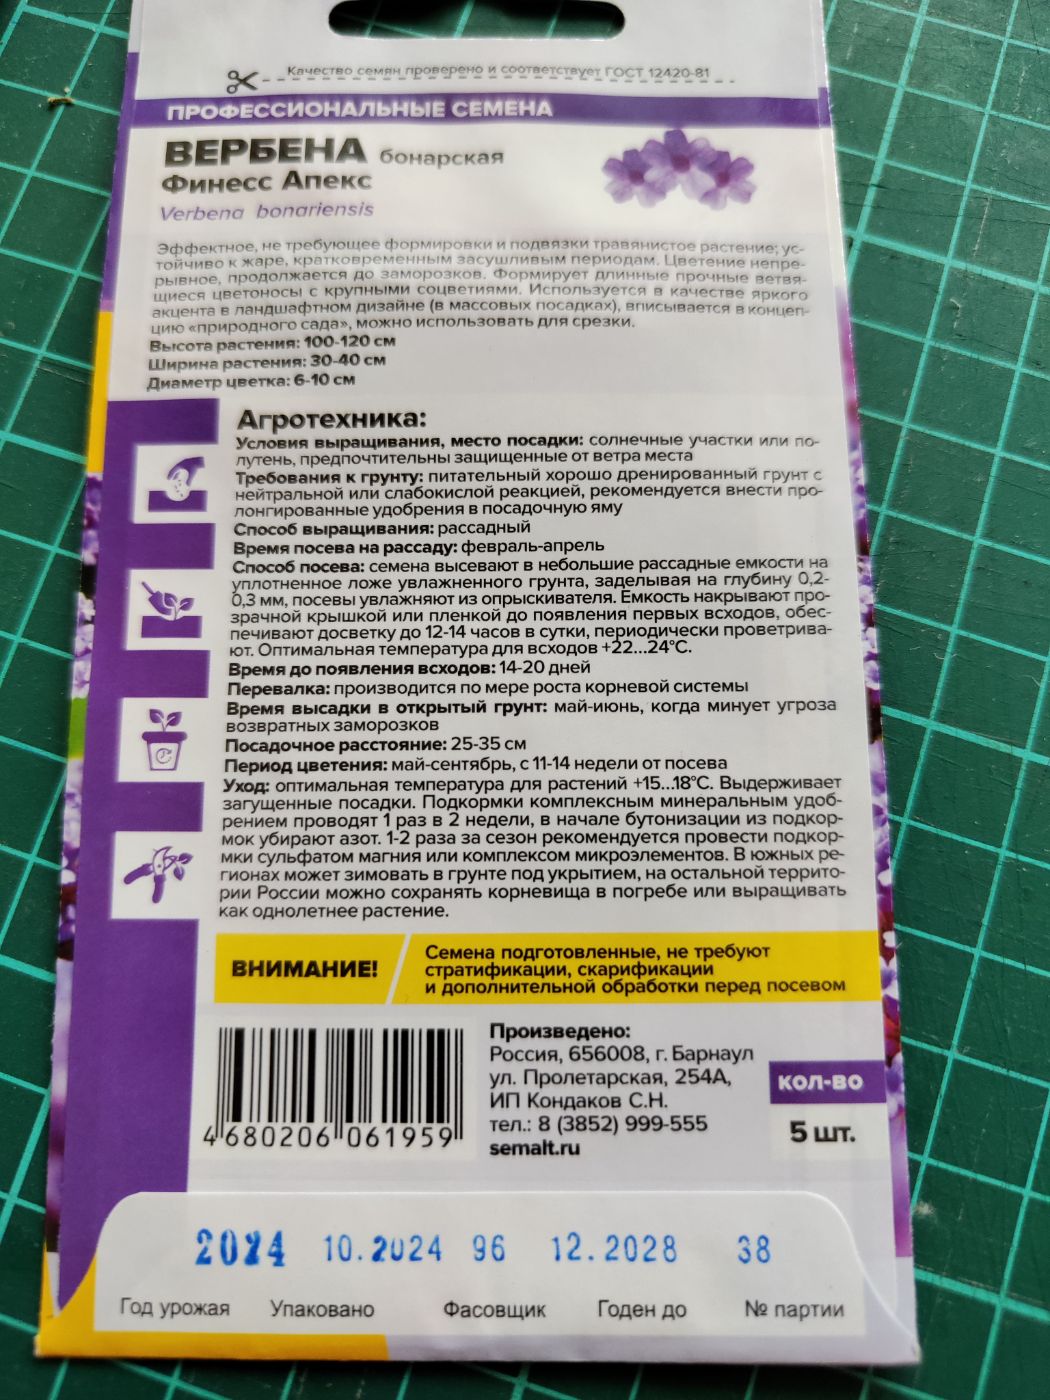 Качество семян проверено и соответствует ГОСТ 12420-81
ПРОФЕССИОНАЛЬНЫЕ СЕМЕНА
ВЕРБЕНА бонарская
Финесс Апекс
Verbena bonariensis
Эффектное, не требующее формировки и подвязки травянистое растение; ус-
тойчиво к жаре, кратковременным засушливым периодам. Цветение непре-
рывное, продолжается до заморозков. Формирует длинные прочные ветвя-
щиеся цветоносы с крупными соцветиями. Используется в качестве яркого
акцента в ландшафтном дизайне (в массовых посадках), вписывается в концеп-
цию «природного сада», можно использовать для срезки.
Высота растения: 100-120 см
Ширина растения: 30-40 см
Диаметр цветка: 6-10 см
Агротехника:
Условия выращивания, место посадки: солнечные участки или по-
лутень, предпочтительны защищенные от ветра места
Требования к грунту: питательный хорошо дренированный грунт с
нейтральной или слабокислой реакцией, рекомендуется внести про-
лонгированные удобрения в посадочную яму
Способ выращивания: рассадный
Время посева на рассаду: февраль-апрель
Способ посева: семена высевают в небольшие рассадные емкости на
уплотненное ложе увлажненного грунта, заделывая на глубину 0,2-
0,3 мм, посевы увлажняют из опрыскивателя. Емкость накрывают про-
зрачной крышкой или пленкой до появления первых всходов, обес-
печивают досветку до 12-14 часов в сутки, периодически проветрива-
ют. Оптимальная температура для всходов +22...24°С.
Время до появления всходов: 14-20 дней
Перевалка: производится по мере роста корневой системы
Время высадки в открытый грунт: май-июнь, когда минует угроза
возвратных заморозков
Посадочное расстояние: 25-35 см
Период цветения: май-сентябрь, с 11-14 недели от посева
Уход: оптимальная температура для растений +15...18°С. Выдерживает
загущенные посадки. Подкормки комплексным минеральным удоб-
рением проводят 1 раз в 2 недели, в начале бутонизации из подкор-
мок убирают азот. 1-2 раза за сезон рекомендуется провести подкор-
мки сульфатом магния или комплексом микроэлементов. В южных ре-
гионах может зимовать в грунте под укрытием, на остальной террито-
рии России можно сохранять корневища в погребе или выращивать
как однолетнее растение.
ВНИМАНИЕ!
Семена подготовленные, не требуют
стратификации, скарификации
и дополнительной обработки перед посевом
Произведено:
Россия, 656008, г. Барнаул
ул. Пролетарская, 254А,
ИП Кондаков С.Н.
тел.: 8 (3852) 999-555
semalt.ru
КОЛ-ВО
5 шт.
4 680206 061959
2024 10.2024 96 12.2028 38
Год урожая Упаковано Фасовщик Годен до № партии